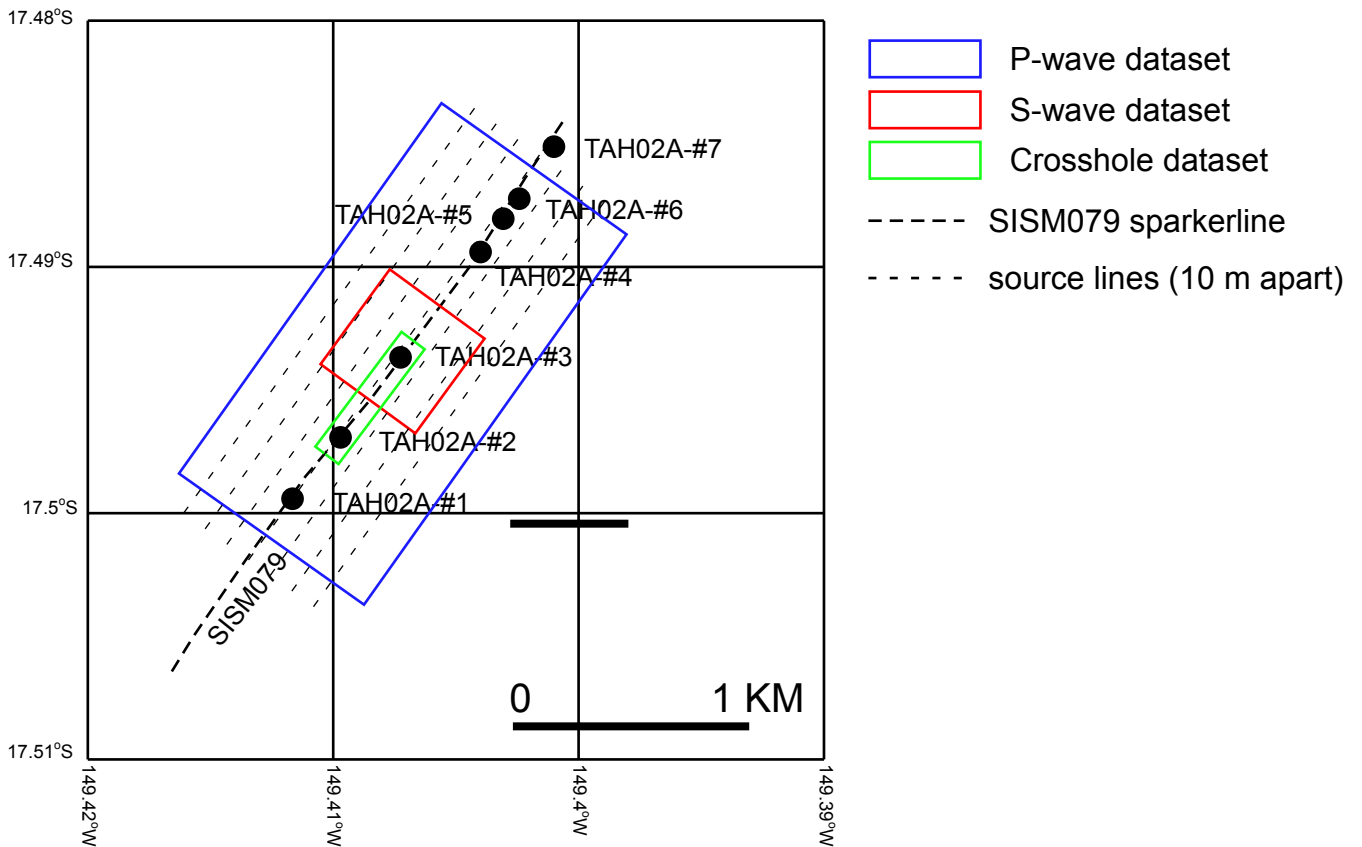 17.48°S
17.49°S
17.5°S
17.51°S
149.42°W
149.41°W
149.4°W
149.39°W
TAH02A-#7
TAH02A-#6
TAH02A-#5
TAH02A-#4
TAH02A-#3
TAH02A-#2
TAH02A-#1
SISM079
0 1 KM
P-wave dataset
S-wave dataset
Crosshole dataset
SISM079 sparkerline
source lines (10 m apart)